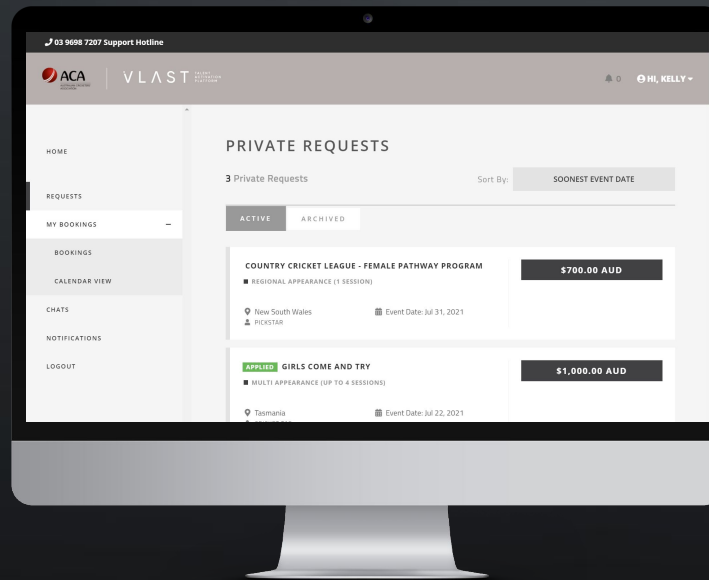 03 9698 7207 Support Hotline
ACA
VLAST
0
HI, KELLY
HOME
REQUESTS
MY BOOKINGS
BOOKINGS
CALENDAR VIEW
CHATS
NOTIFICATIONS
LOGOUT
PRIVATE REQUESTS
3 Private Requests
Sort By: SOONEST EVENT DATE
ACTIVE ARCHIVED
COUNTRY CRICKET LEAGUE - FEMALE PATHWAY PROGRAM
$700.00 AUD
REGIONAL APPEARANCE (1 SESSION)
New South Wales Event Date: Jul 31, 2021
PICKSTAR
APPLIED GIRLS COME AND TRY
$1,000.00 AUD
MULTI APPEARANCE (UP TO 4 SESSIONS)
Tasmania Event Date: Jul 22, 2021